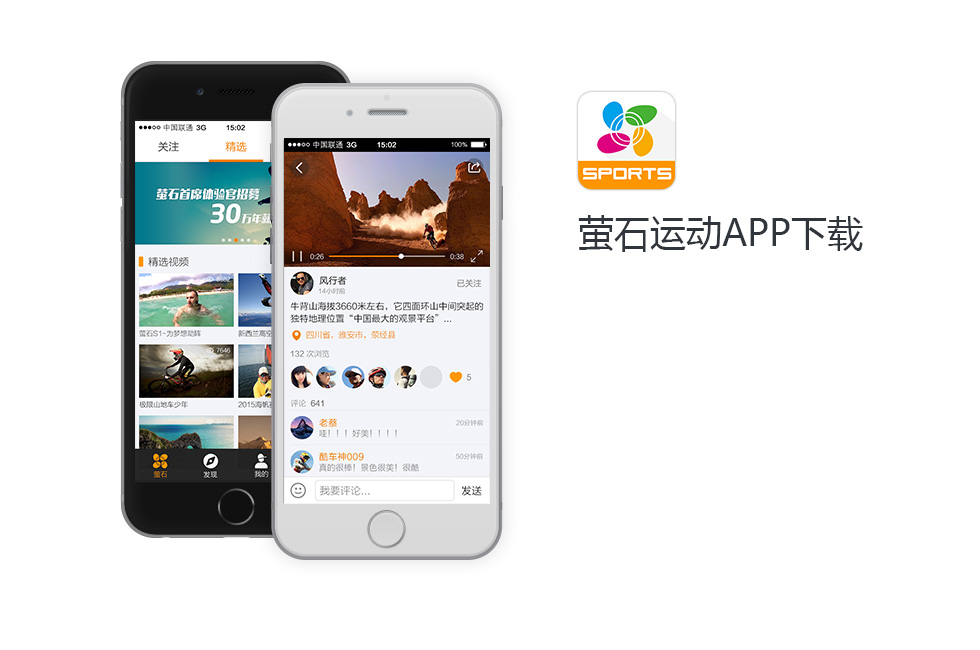 中国联通 3G 15:02
关注 精选
萤石首席体验官招募
30万年薪
精选视频
萤石S1-为梦想助阵
新西兰高空
7646
极限山地车少年
2015海帆赛
萤石 发现 我的
中国联通 3G 15:02 100%
0:26 0:38
风行者
14小时前
已关注
牛背山海拔3660米左右，它四面环山中间突起的
独特地理位置“中国最大的观景平台”...
四川省，雅安市，荥经县
132 次浏览
5
评论 641
老蔡 20分钟前
哇！！！好美！！！！
酷车神009 50分钟前
真的很棒！景色很美！很酷
我要评论... 发送
SPORTS
萤石运动APP下载